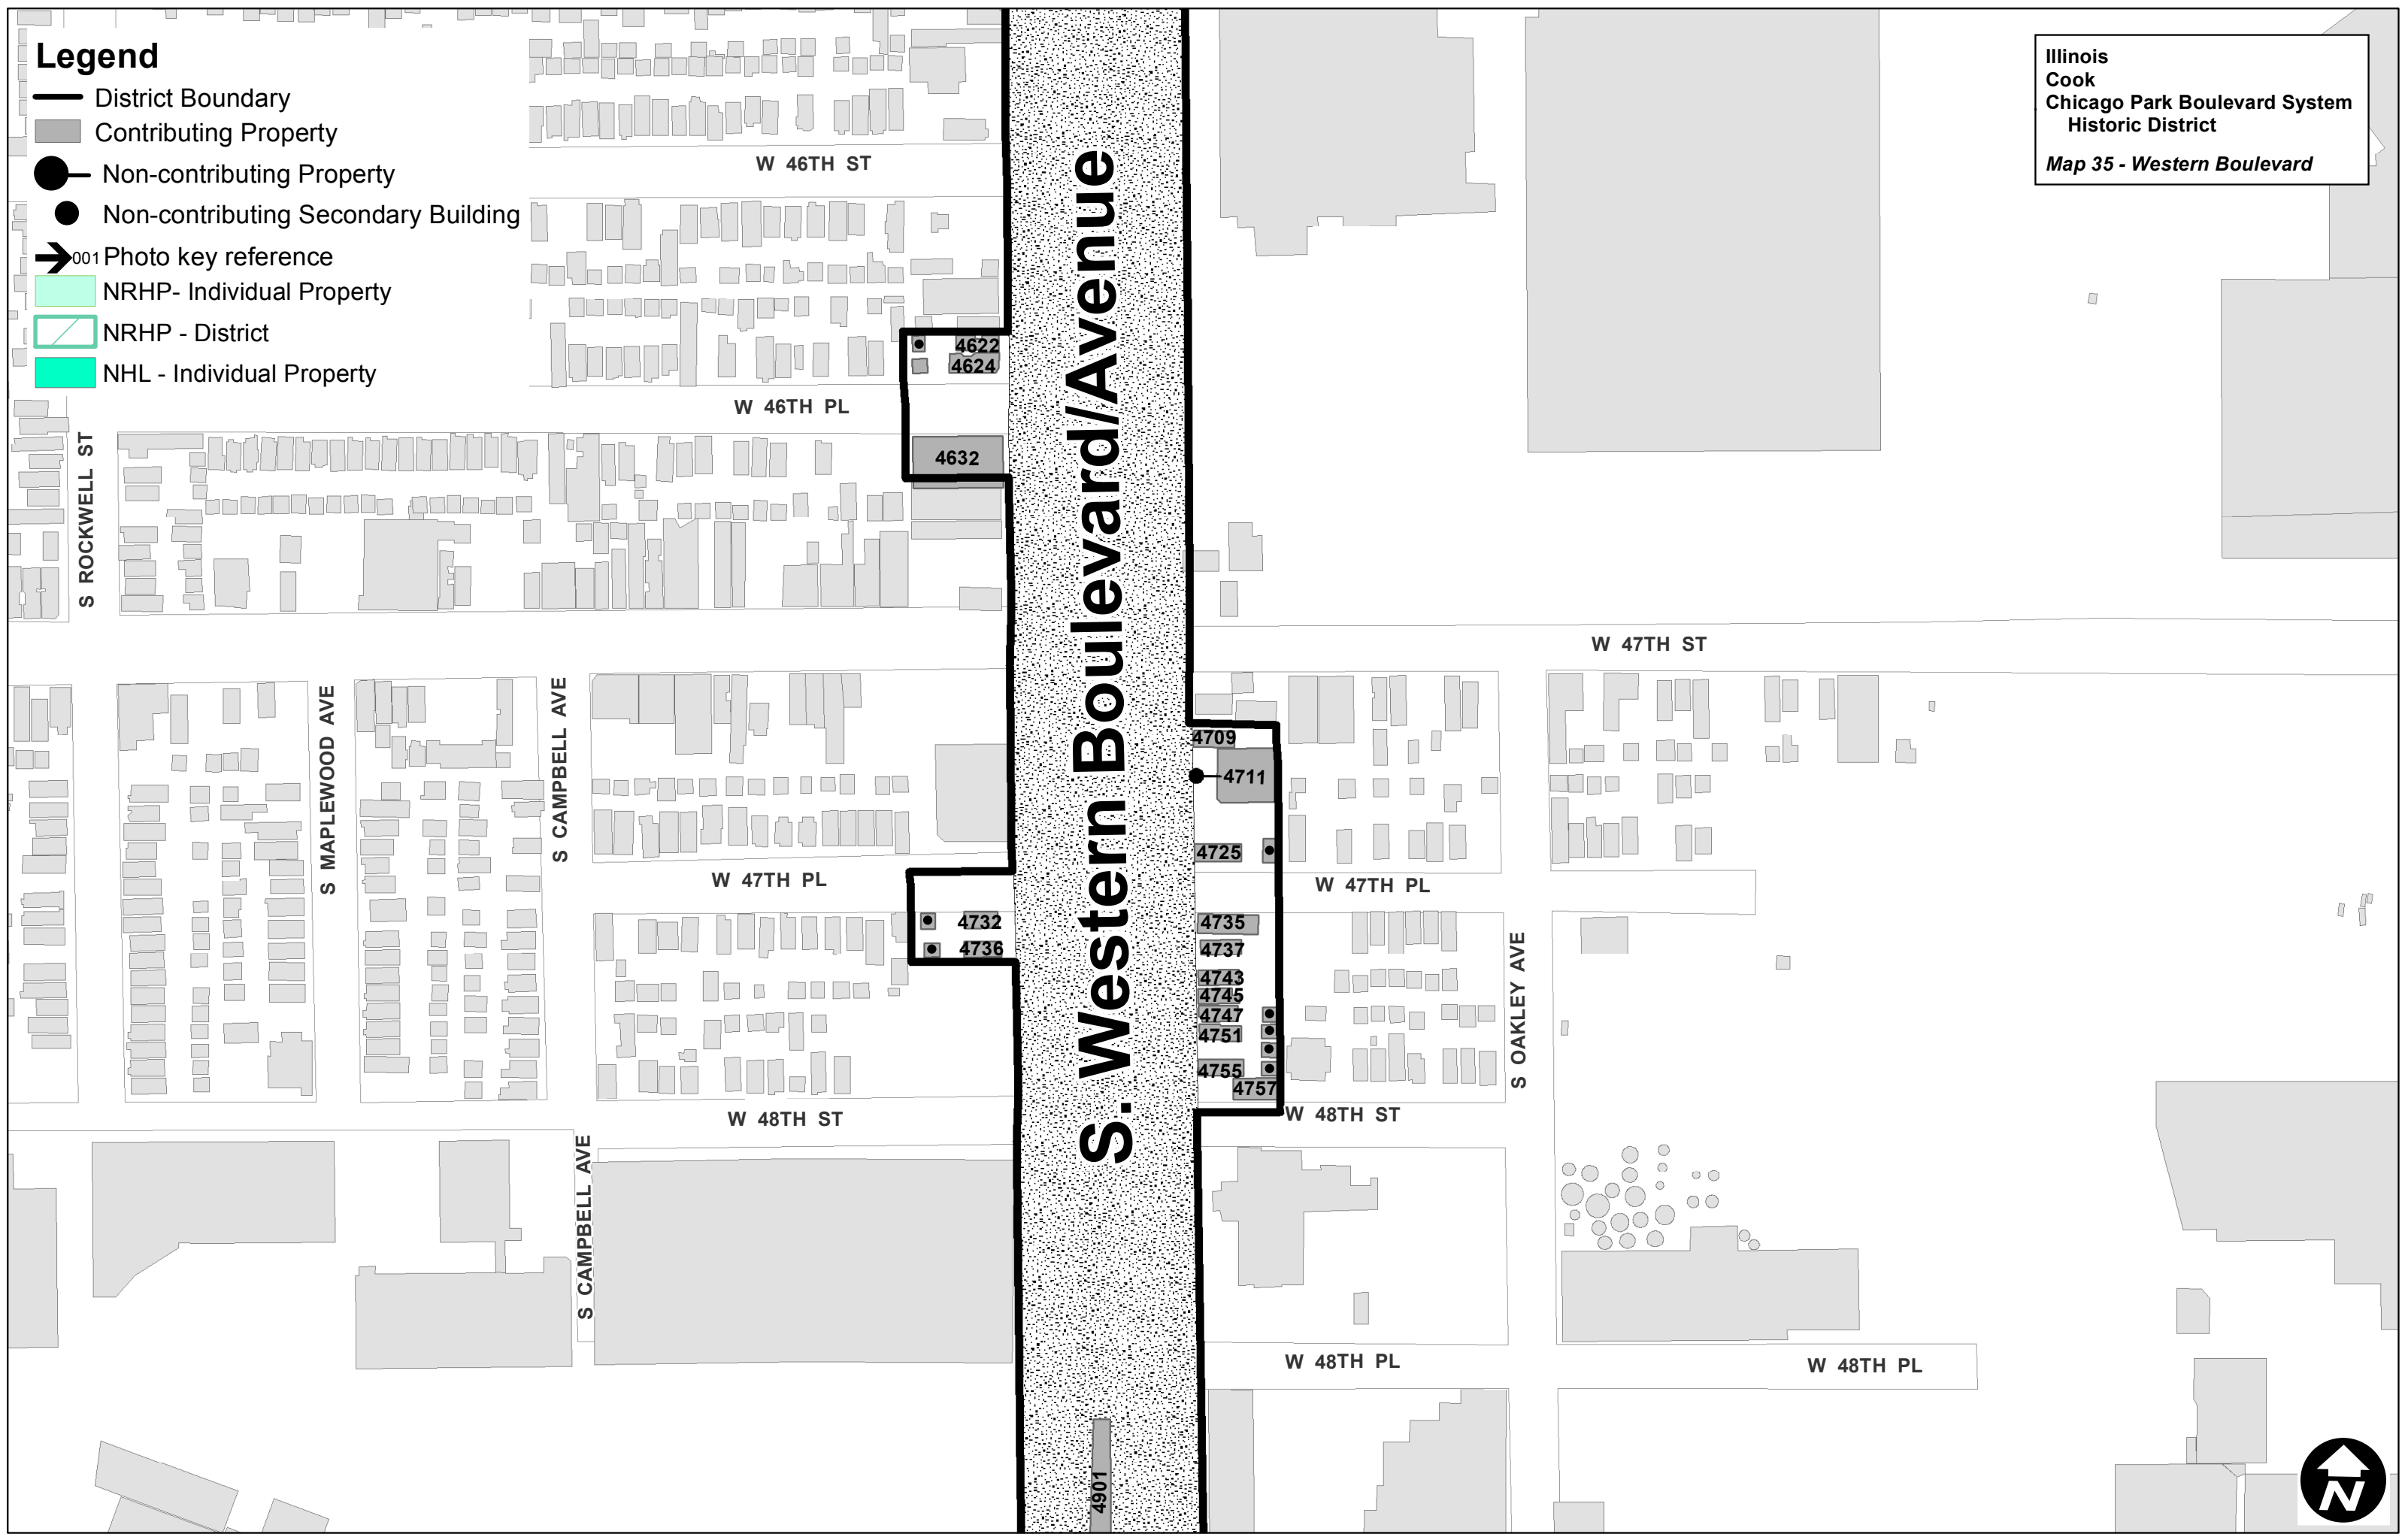 Legend
District Boundary
Contributing Property
Non-contributing Property
Non-contributing Secondary Building
001 Photo key reference
NRHP- Individual Property
NRHP - District
NHL - Individual Property
Illinois
Cook
Chicago Park Boulevard System
Historic District
Map 35 - Western Boulevard
W 46TH ST
W 46TH PL
S ROCKWELL ST
4622
4624
4632
S. Western Boulevard/Avenue
W 47TH ST
S MAPLEWOOD AVE
S CAMPBELL AVE
W 47TH PL
4732
4736
W 48TH ST
S CAMPBELL AVE
4709
4711
4725
W 47TH PL
4735
4737
4743
4745
4747
4751
4755
4757
W 48TH ST
S OAKLEY AVE
W 48TH PL
W 48TH PL
4901
N